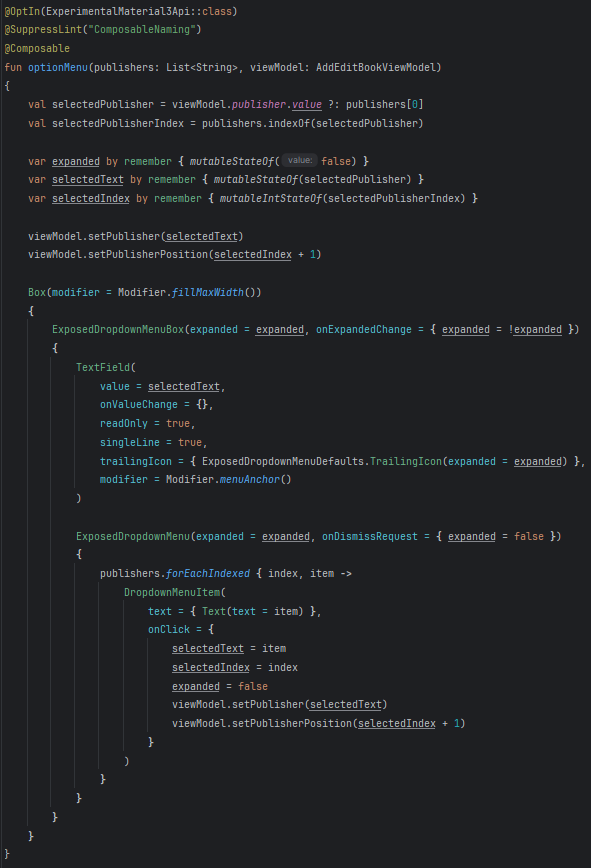 @OptIn(ExperimentalMaterial3Api::class)
@SuppressLint("ComposableNaming")
@Composable
fun optionMenu(publishers: List<String>, viewModel: AddEditBookViewModel)
{
    val selectedPublisher = viewModel.publisher.value ?: publishers[0]
    val selectedPublisherIndex = publishers.indexOf(selectedPublisher)

    var expanded by remember { mutableStateOf( value: false) }
    var selectedText by remember { mutableStateOf(selectedPublisher) }
    var selectedIndex by remember { mutableIntStateOf(selectedPublisherIndex) }

    viewModel.setPublisher(selectedText)
    viewModel.setPublisherPosition(selectedIndex + 1)

    Box(modifier = Modifier.fillMaxWidth())
    {
        ExposedDropdownMenuBox(expanded = expanded, onExpandedChange = { expanded = !expanded })
        {
            TextField(
                value = selectedText,
                onValueChange = {},
                readOnly = true,
                singleLine = true,
                trailingIcon = { ExposedDropdownMenuDefaults.TrailingIcon(expanded = expanded) },
                modifier = Modifier.menuAnchor()
            )

            ExposedDropdownMenu(expanded = expanded, onDismissRequest = { expanded = false })
            {
                publishers.forEachIndexed { index, item ->
                    DropdownMenuItem(
                        text = { Text(text = item) },
                        onClick = {
                            selectedText = item
                            selectedIndex = index
                            expanded = false
                            viewModel.setPublisher(selectedText)
                            viewModel.setPublisherPosition(selectedIndex + 1)
                        }
                    )
                }
            }
        }
    }
}